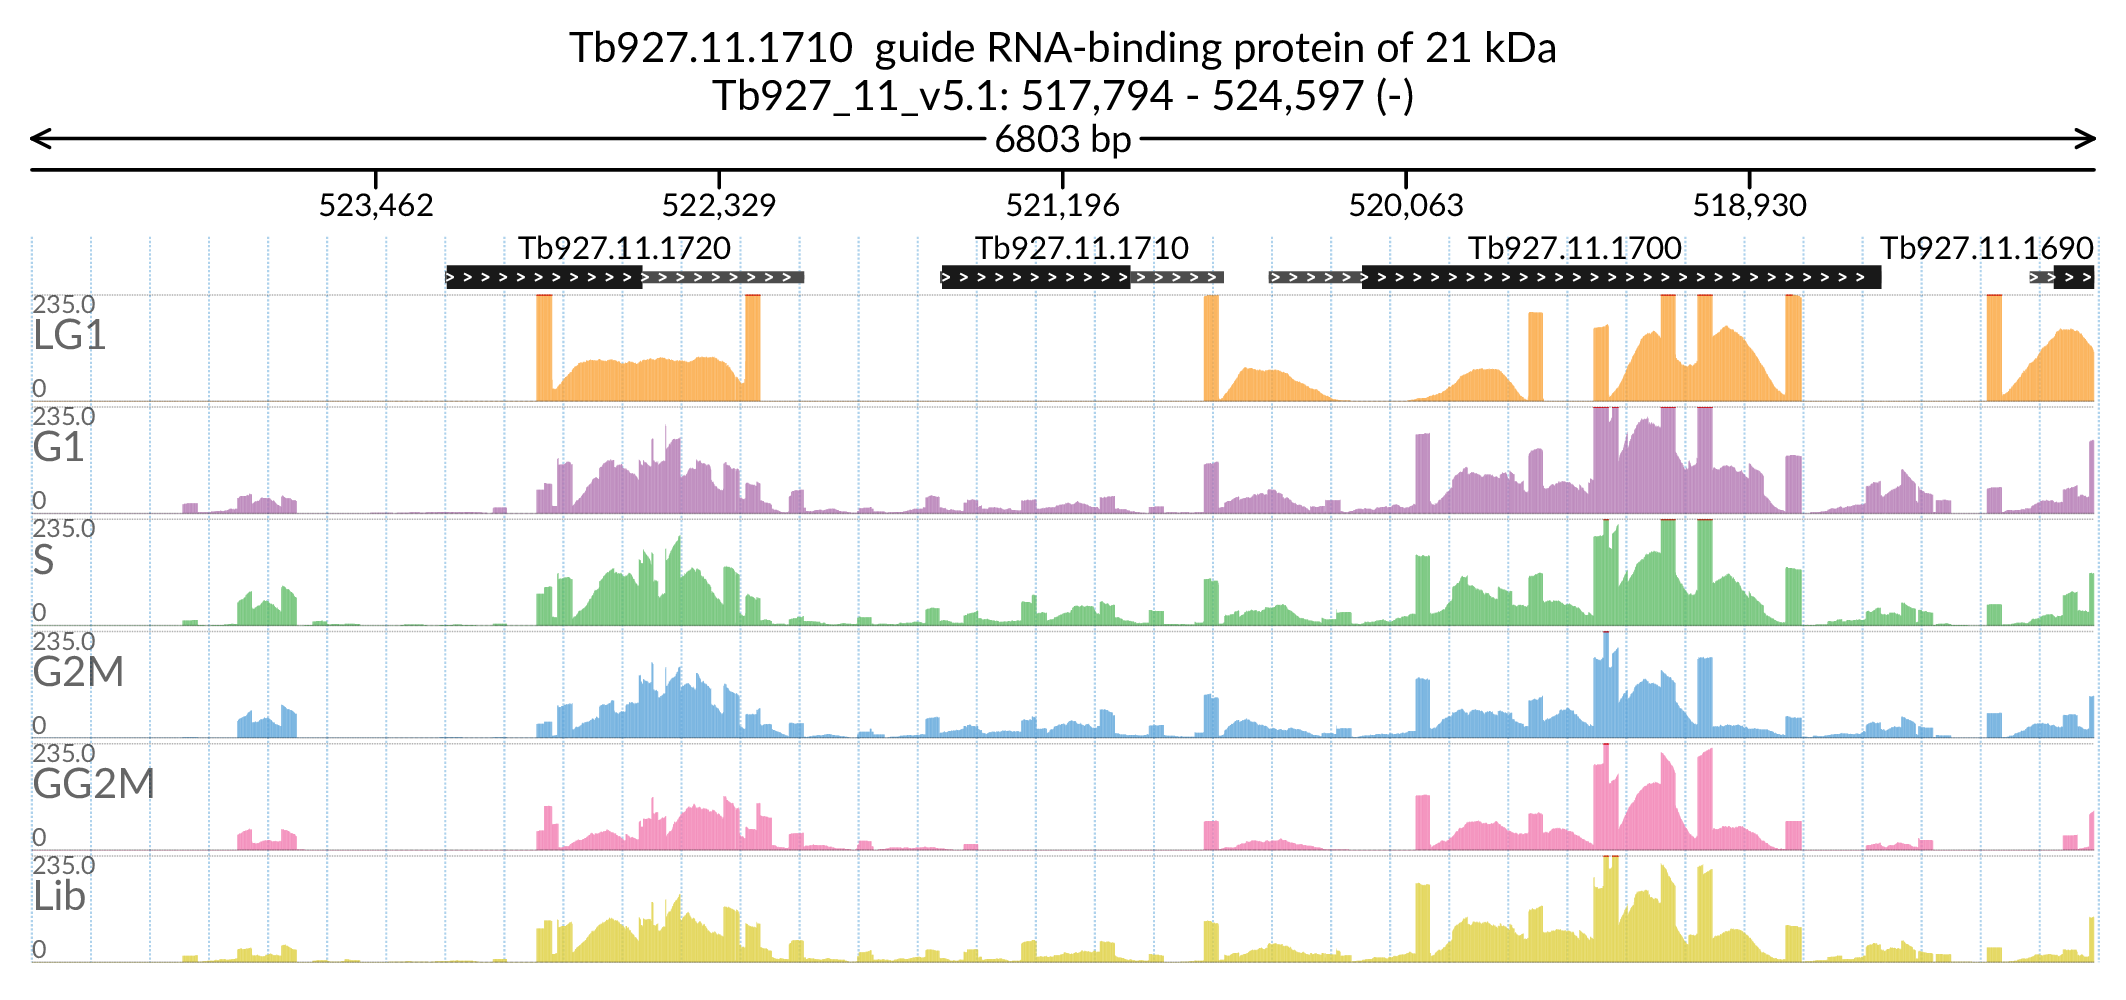 Tb927.11.1710  guide RNA-binding protein of 21 kDa
Tb927_11_v5.1: 517,794 - 524,597 (-)
6803 bp
523,462 522,329 521,196 520,063 518,930
Tb927.11.1720 Tb927.11.1710 Tb927.11.1700 Tb927.11.1690
235.0
LG1
0
235.0
G1
0
235.0
S
0
235.0
G2M
0
235.0
GG2M
0
235.0
Lib
0